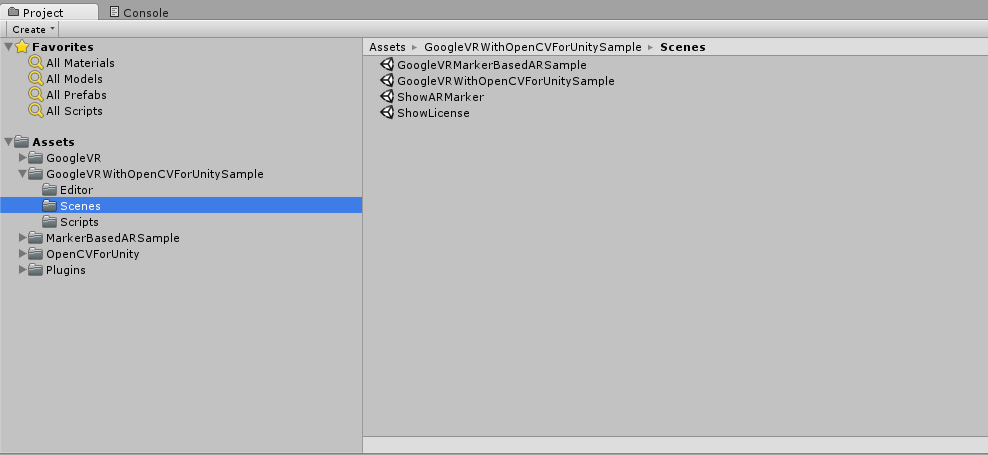 Project
Console
Create
Favorites
All Materials
All Models
All Prefabs
All Scripts
Assets
GoogleVR
GoogleVRWithOpenCVForUnitySample
Editor
Scenes
Scripts
MarkerBasedARSample
OpenCVForUnity
Plugins
Assets ▸ GoogleVRWithOpenCVForUnitySample ▸ Scenes
GoogleVRMarkerBasedARSample
GoogleVRWithOpenCVForUnitySample
ShowARMarker
ShowLicense